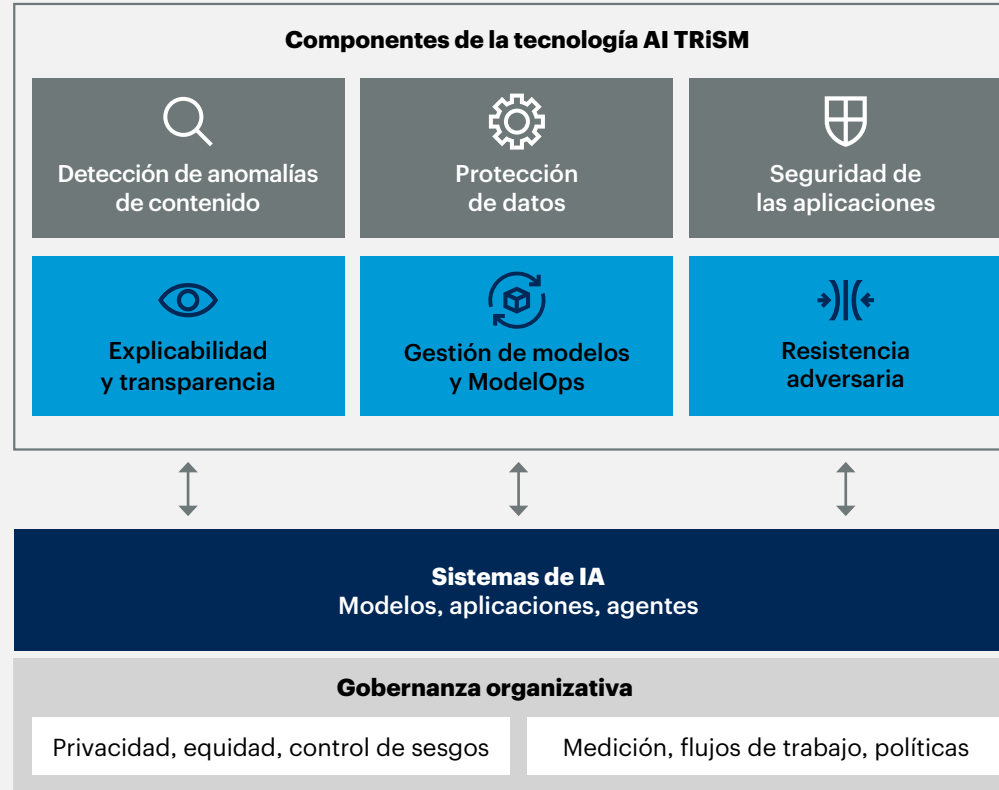 Componentes de la tecnología AI TRiSM
Detección de anomalías
de contenido
Protección
de datos
Seguridad de
las aplicaciones
Explicabilidad
y transparencia
Gestión de modelos
y ModelOps
Resistencia
adversaria
Sistemas de IA
Modelos, aplicaciones, agentes
Gobernanza organizativa
Privacidad, equidad, control de sesgos
Medición, flujos de trabajo, políticas